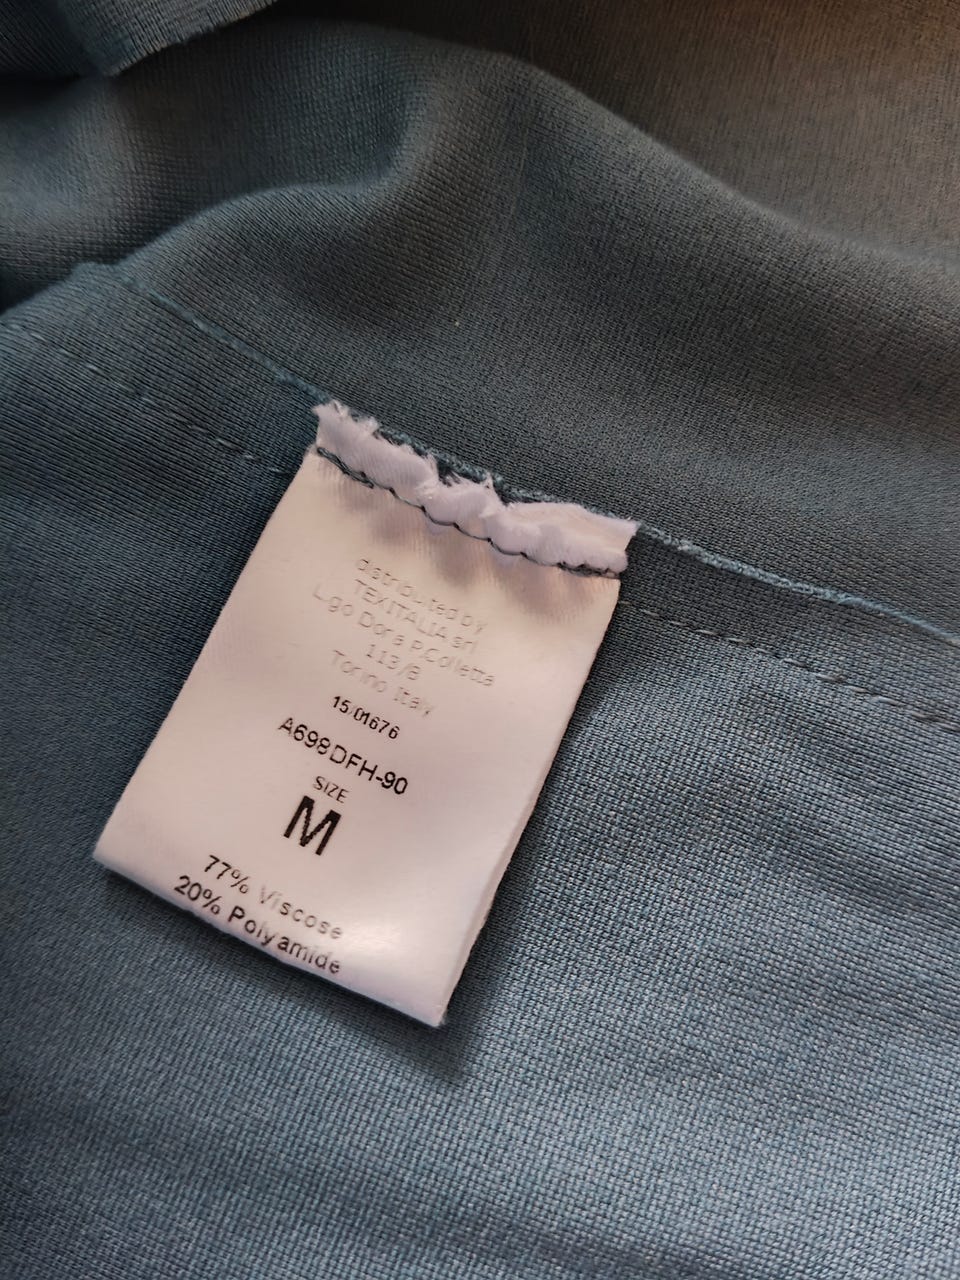 distributed by
TEXITALIA srl
L.go Dora P.Colletta
113/8
Torino Italy
15/01676
A698DFH-90
SIZE
M
77% Viscose
20% Polyamide